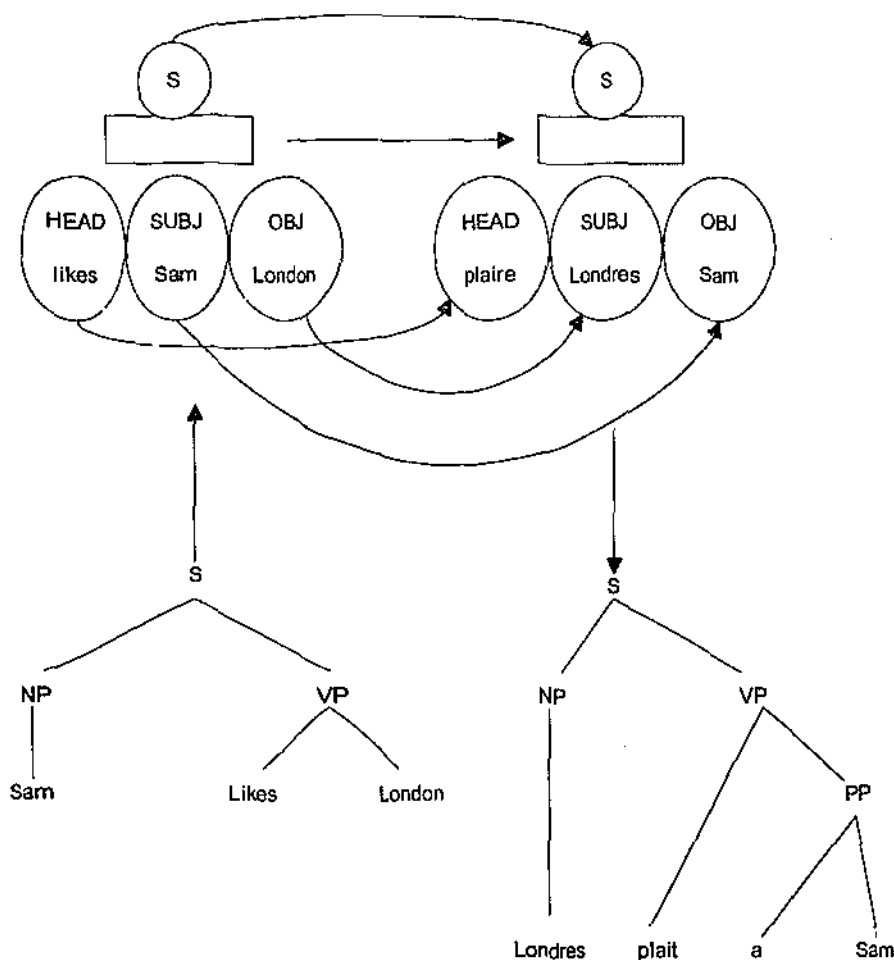 S S
HEAD SUBJ OBJ HEAD SUBJ OBJ
likes Sam London plaire Londres Sam
S S
NP VP NP VP
Sam Likes London PP
Londres plait a Sam